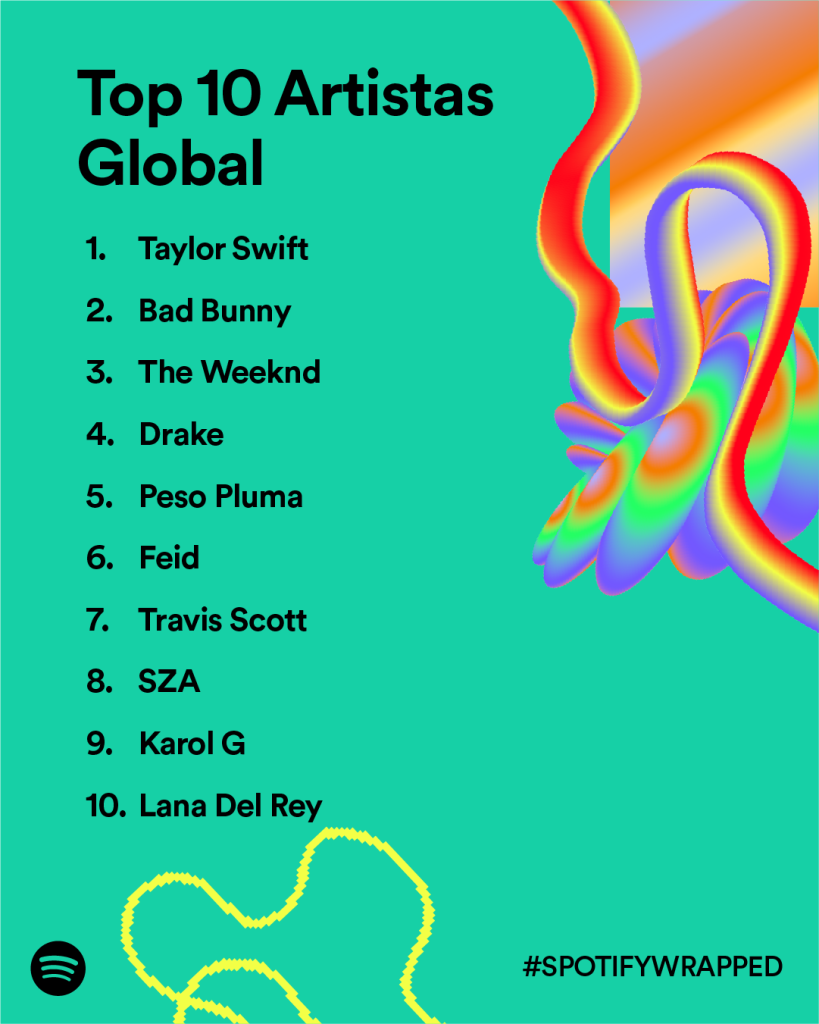 Top 10 Artistas
Global
1. Taylor Swift
2. Bad Bunny
3. The Weeknd
4. Drake
5. Peso Pluma
6. Feid
7. Travis Scott
8. SZA
9. Karol G
10. Lana Del Rey
#SPOTIFYWRAPPED